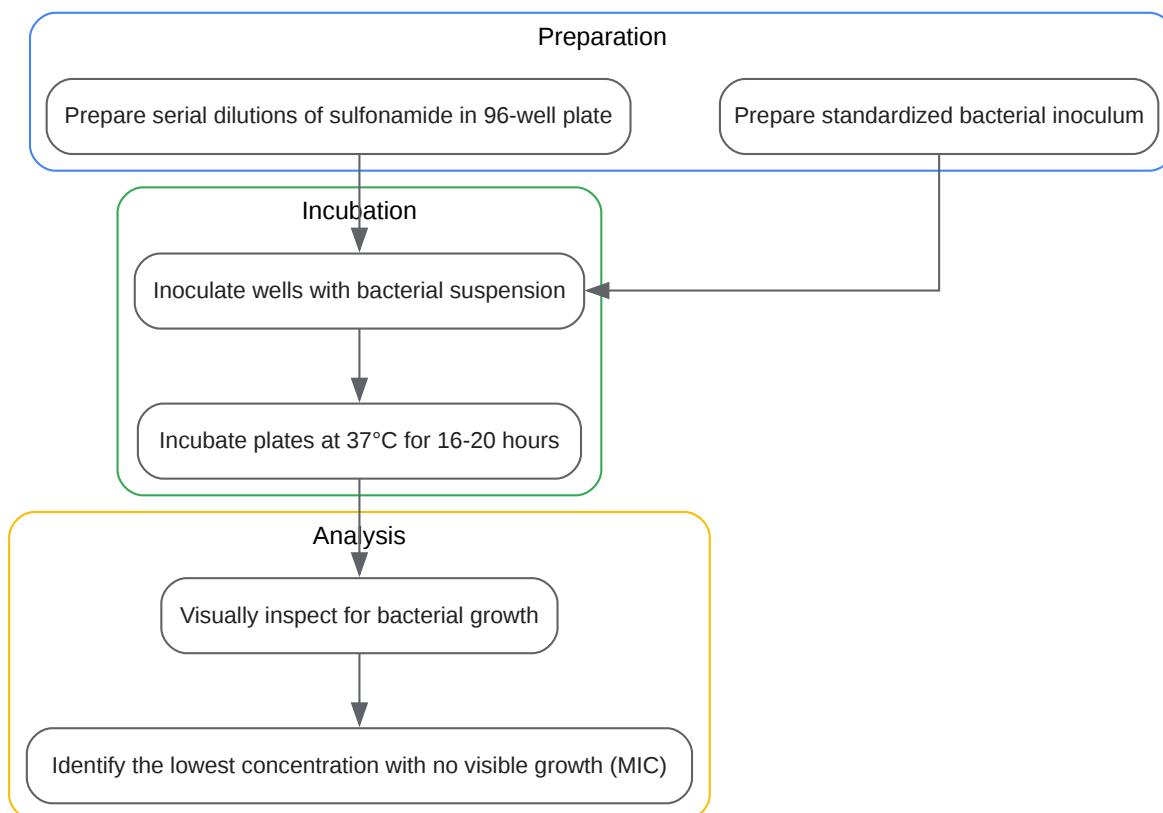 Preparation
Prepare serial dilutions of sulfonamide in 96-well plate
Prepare standardized bacterial inoculum
Incubation
Inoculate wells with bacterial suspension
Incubate plates at 37°C for 16-20 hours
Analysis
Visually inspect for bacterial growth
Identify the lowest concentration with no visible growth (MIC)